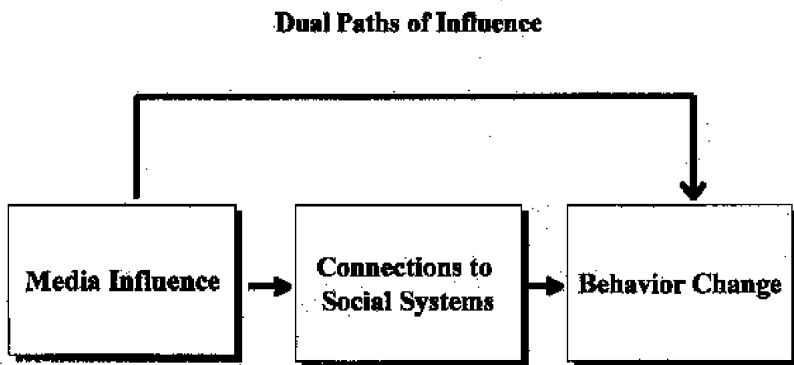 Dual Paths of Influence
Media Influence
Connections to
Social Systems
Behavior Change